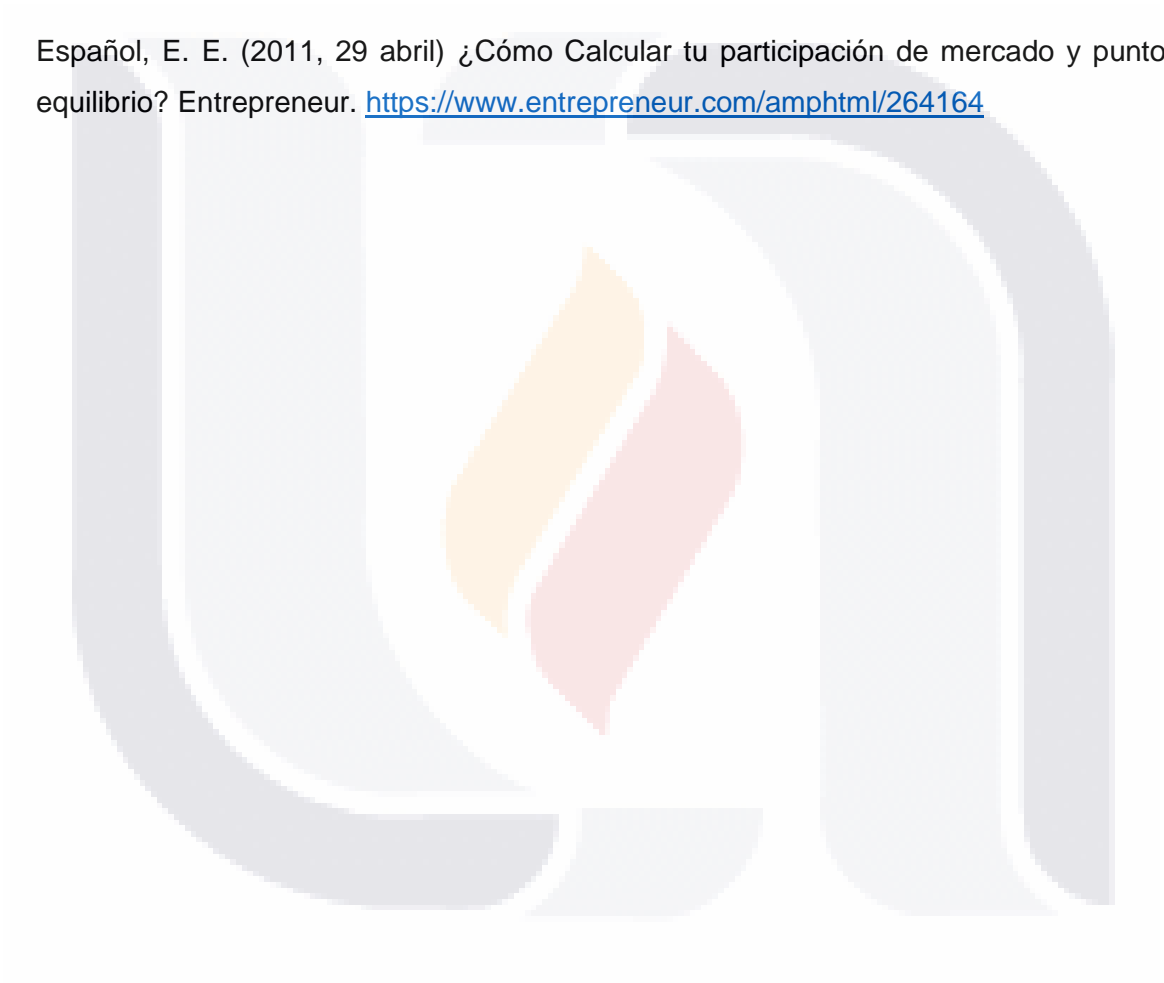 Español, E. E. (2011, 29 abril) ¿Cómo Calcular tu participación de mercado y punto
equilibrio? Entrepreneur. https://www.entrepreneur.com/amphtml/264164